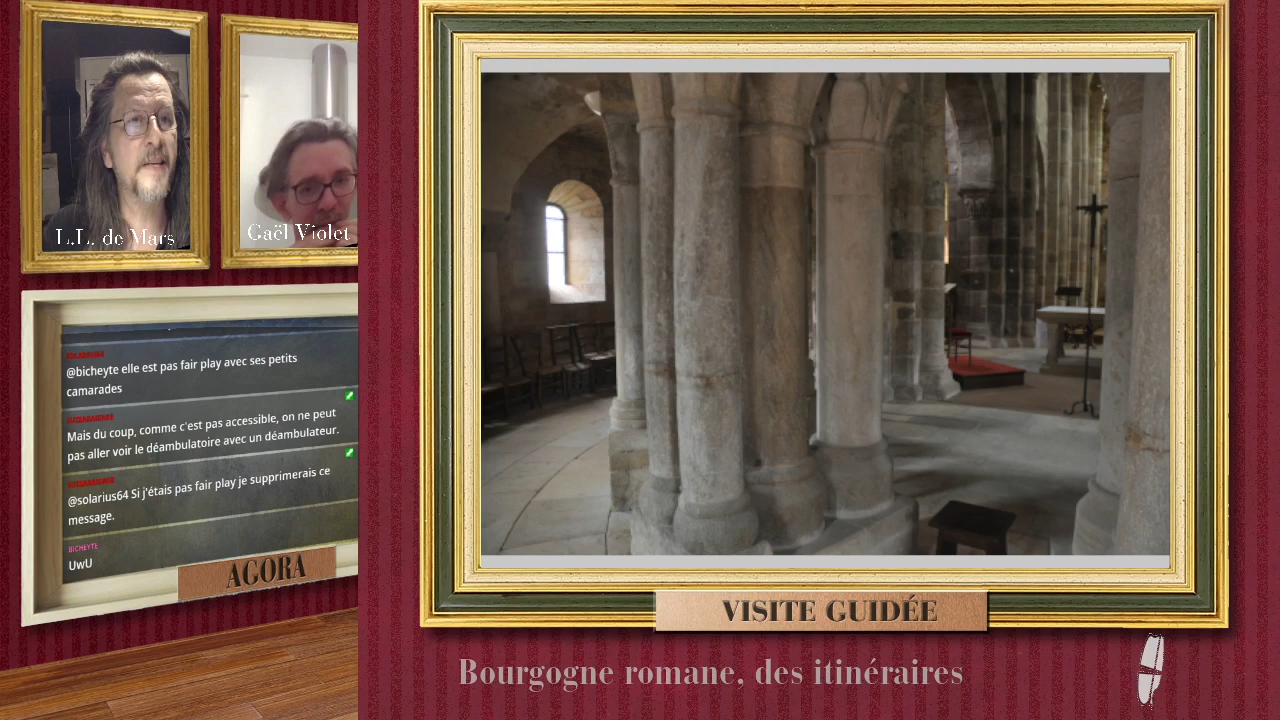 L.L. de Mars
Gaël Violet
@bicheyte elle est pas fair play avec ses petits
camarades
Mais du coup, comme c'est pas accessible, on ne peut
pas aller voir le déambulatoire avec un déambulateur.
@solarius64 Si j'étais pas fair play je supprimerais ce
message.
BICHEYTE
UwU
AGORA
VISITE GUIDÉE
Bourgogne romane, des itinéraires